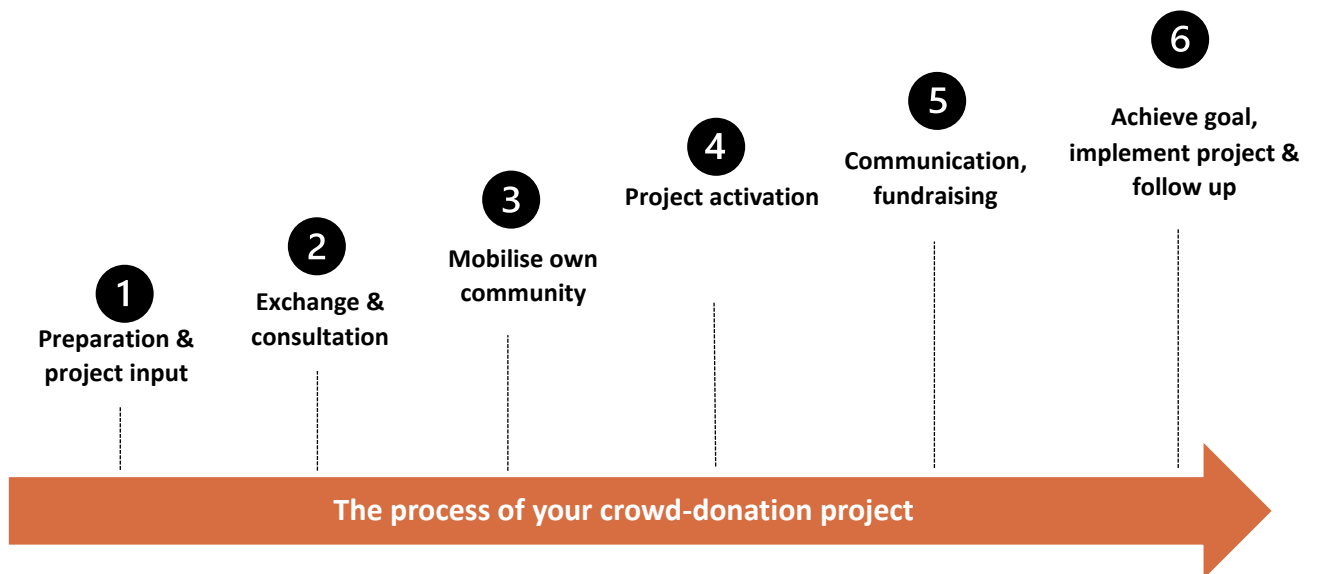 1
Preparation &
project input
2
Exchange &
consultation
3
Mobilise own
community
4
Project activation
5
Communication,
fundraising
6
Achieve goal,
implement project &
follow up
The process of your crowd-donation project